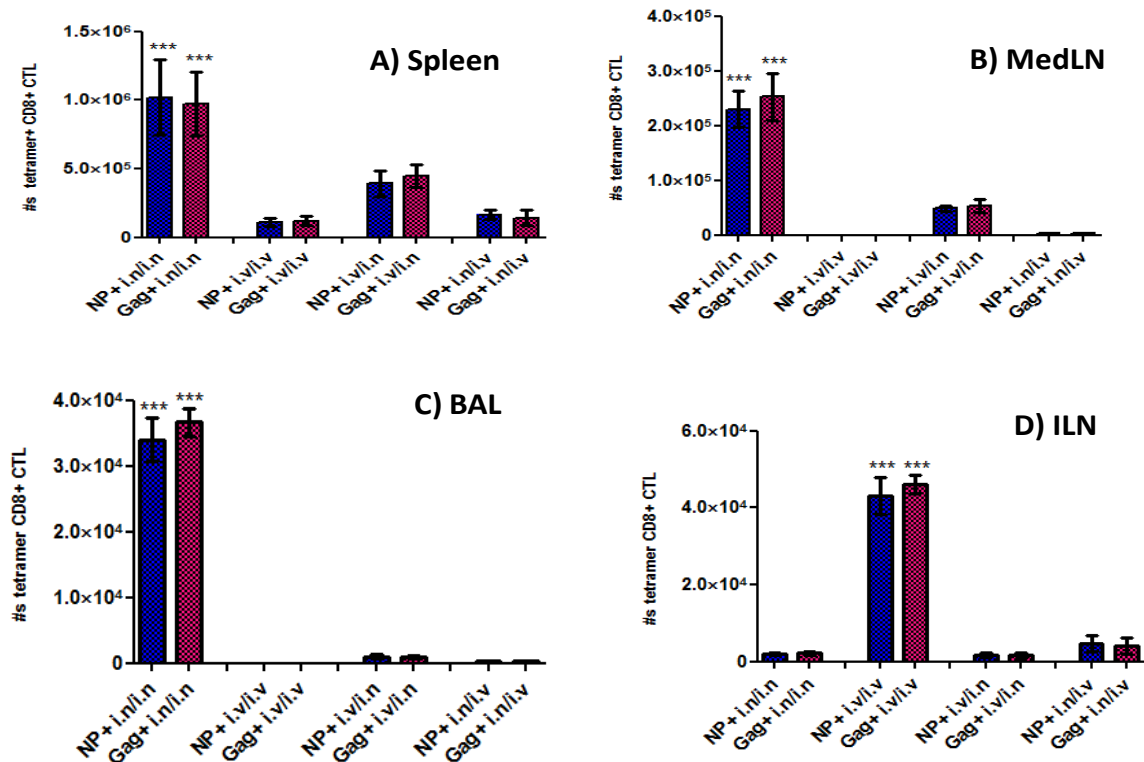 A) Spleen
#s tetramer+ CD8+ CTL
1.5×10⁶
1.0×10⁶
5.0×10⁵
0
*** ***
NP+ i.n/i.n
Gag+ i.n/i.n
NP+ i.v/i.v
Gag+ i.v/i.v
NP+ i.v/i.n
Gag+ i.v/i.n
NP+ i.n/i.v
Gag+ i.n/i.v
B) MedLN
#s tetramer CD8+ CTL
4.0×10⁵
3.0×10⁵
2.0×10⁵
1.0×10⁵
0
*** ***
NP+ i.n/i.n
Gag+ i.n/i.n
NP+ i.v/i.v
Gag+ i.v/i.v
NP+ i.v/i.n
Gag+ i.v/i.n
NP+ i.n/i.v
Gag+ i.n/i.v
C) BAL
#s tetramer CD8+ CTL
4.0×10⁴
3.0×10⁴
2.0×10⁴
1.0×10⁴
0
*** ***
NP+ i.n/i.n
Gag+ i.n/i.n
NP+ i.v/i.v
Gag+ i.v/i.v
NP+ i.v/i.n
Gag+ i.v/i.n
NP+ i.n/i.v
Gag+ i.n/i.v
D) ILN
#s tetramer CD8+ CTL
6.0×10⁴
4.0×10⁴
2.0×10⁴
0
*** ***
NP+ i.n/i.n
Gag+ i.n/i.n
NP+ i.v/i.v
Gag+ i.v/i.v
NP+ i.v/i.n
Gag+ i.v/i.n
NP+ i.n/i.v
Gag+ i.n/i.v